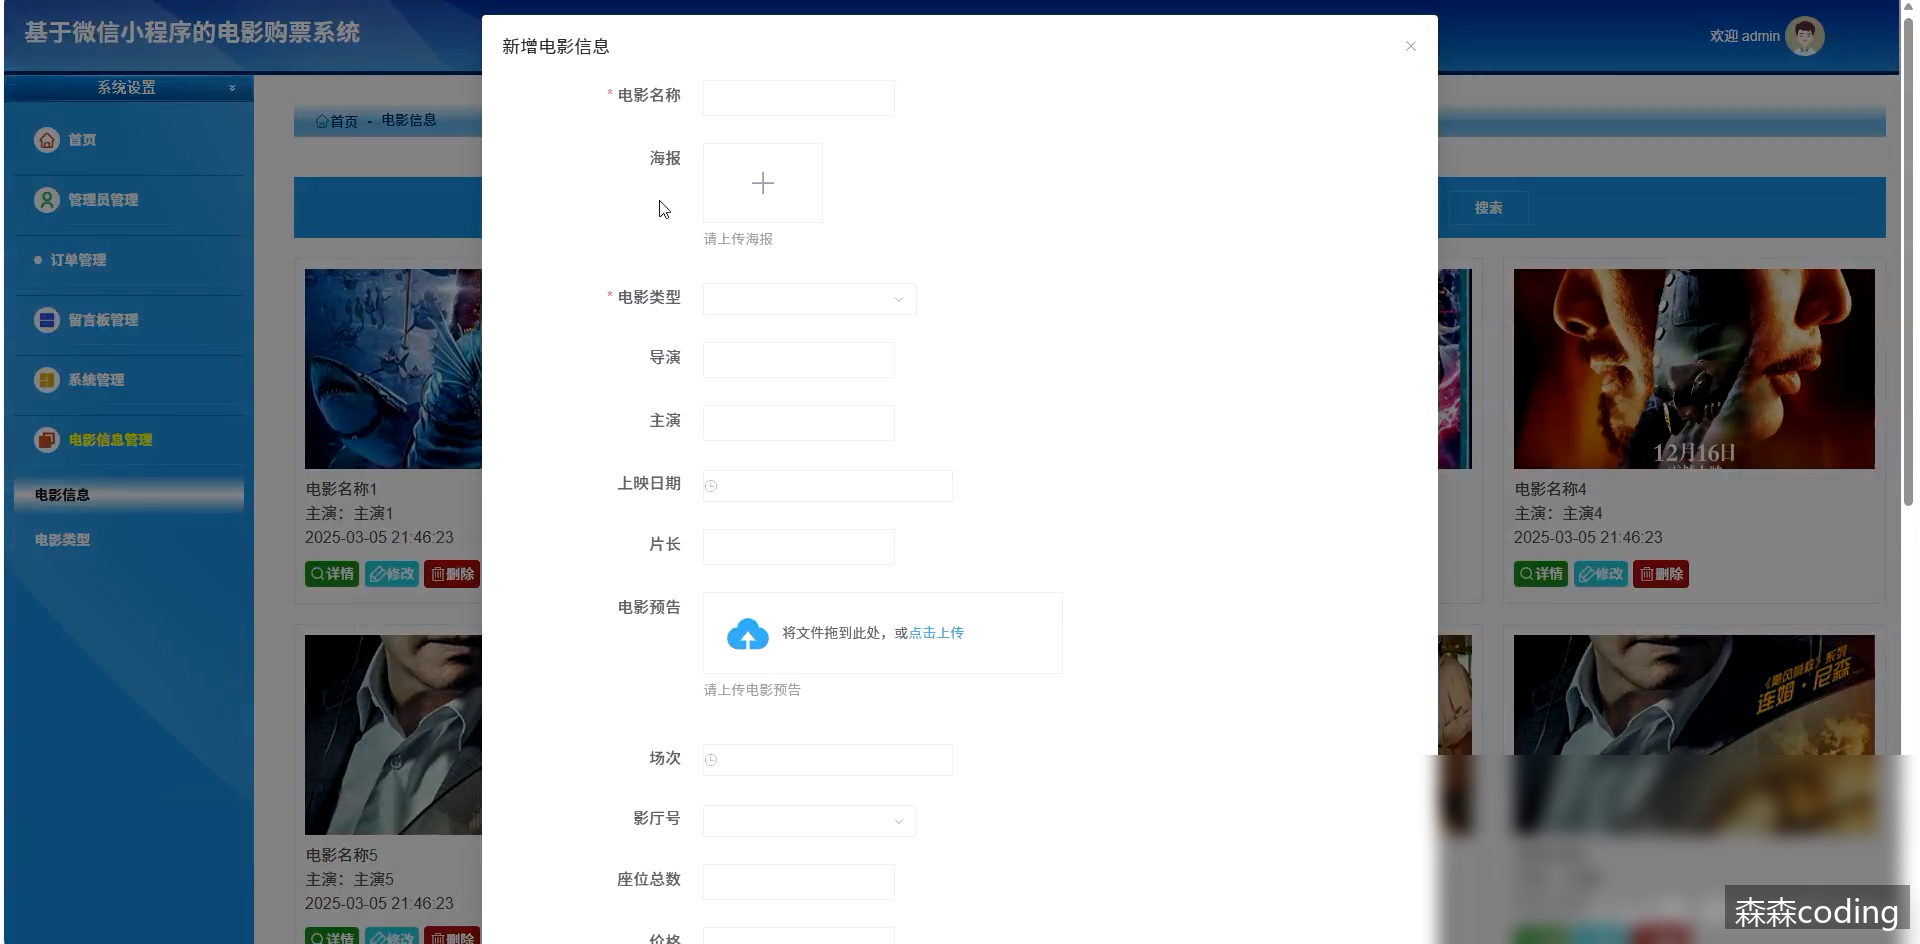 基于微信小程序的电影购票系统
欢迎 admin
系统设置
首页
管理员管理
订单管理
留言板管理
系统管理
电影信息管理
电影信息
电影类型
首页 - 电影信息
搜索
新增电影信息
* 电影名称
海报
请上传海报
* 电影类型
导演
主演
上映日期
片长
电影预告
将文件拖到此处，或点击上传
请上传电影预告
场次
影厅号
座位总数
价格
电影名称1
主演：主演1
2025-03-05 21:46:23
详情 修改 删除
12月16日
电影名称4
主演：主演4
2025-03-05 21:46:23
详情 修改 删除
电影名称5
主演：主演5
2025-03-05 21:46:23
详情 修改 删除
连姆·尼森
森森coding